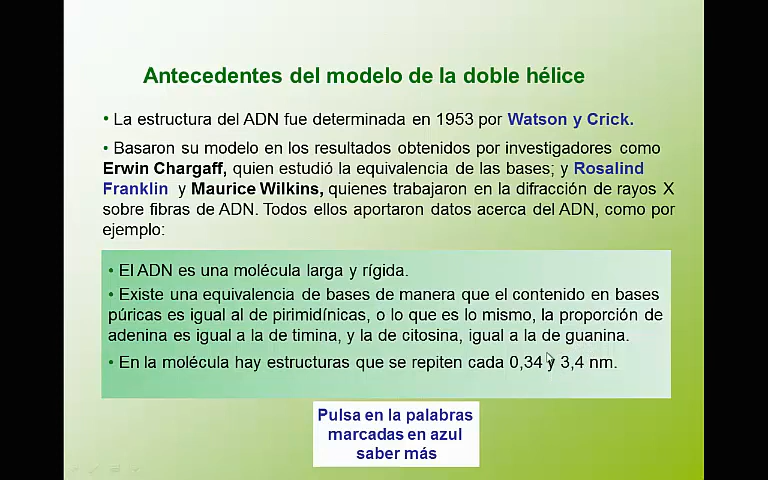 Antecedentes del modelo de la doble hélice
• La estructura del ADN fue determinada en 1953 por Watson y Crick.
• Basaron su modelo en los resultados obtenidos por investigadores como
Erwin Chargaff, quien estudió la equivalencia de las bases; y Rosalind
Franklin y Maurice Wilkins, quienes trabajaron en la difracción de rayos X
sobre fibras de ADN. Todos ellos aportaron datos acerca del ADN, como por
ejemplo:
• El ADN es una molécula larga y rígida.
• Existe una equivalencia de bases de manera que el contenido en bases
púricas es igual al de pirimidínicas, o lo que es lo mismo, la proporción de
adenina es igual a la de timina, y la de citosina, igual a la de guanina.
• En la molécula hay estructuras que se repiten cada 0,34 y 3,4 nm.
Pulsa en la palabras
marcadas en azul
saber más